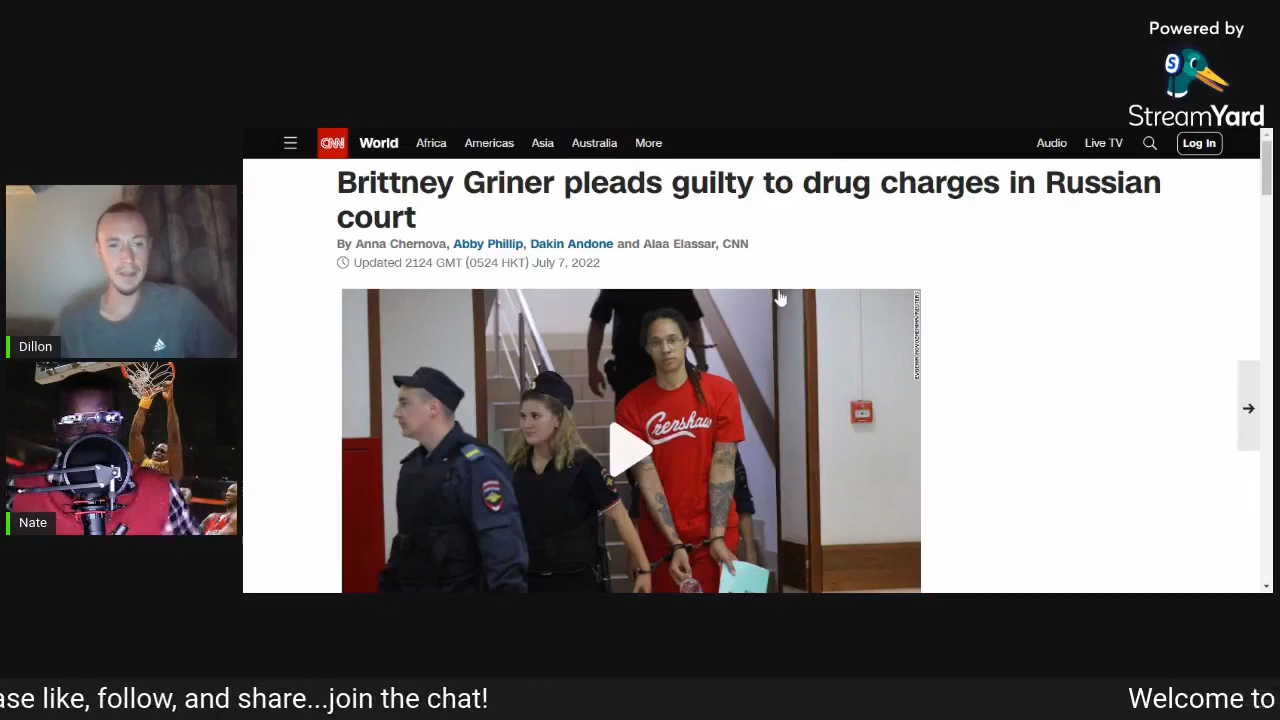 Powered by
StreamYard
CNN World Africa Americas Asia Australia More Audio Live TV Log In
Brittney Griner pleads guilty to drug charges in Russian
court
By Anna Chernova, Abby Phillip, Dakin Andone and Alaa Elassar, CNN
Updated 2124 GMT (0524 HKT) July 7, 2022
Crenshaw
Dillon
Nate
ase like, follow, and share...join the chat!
Welcome to